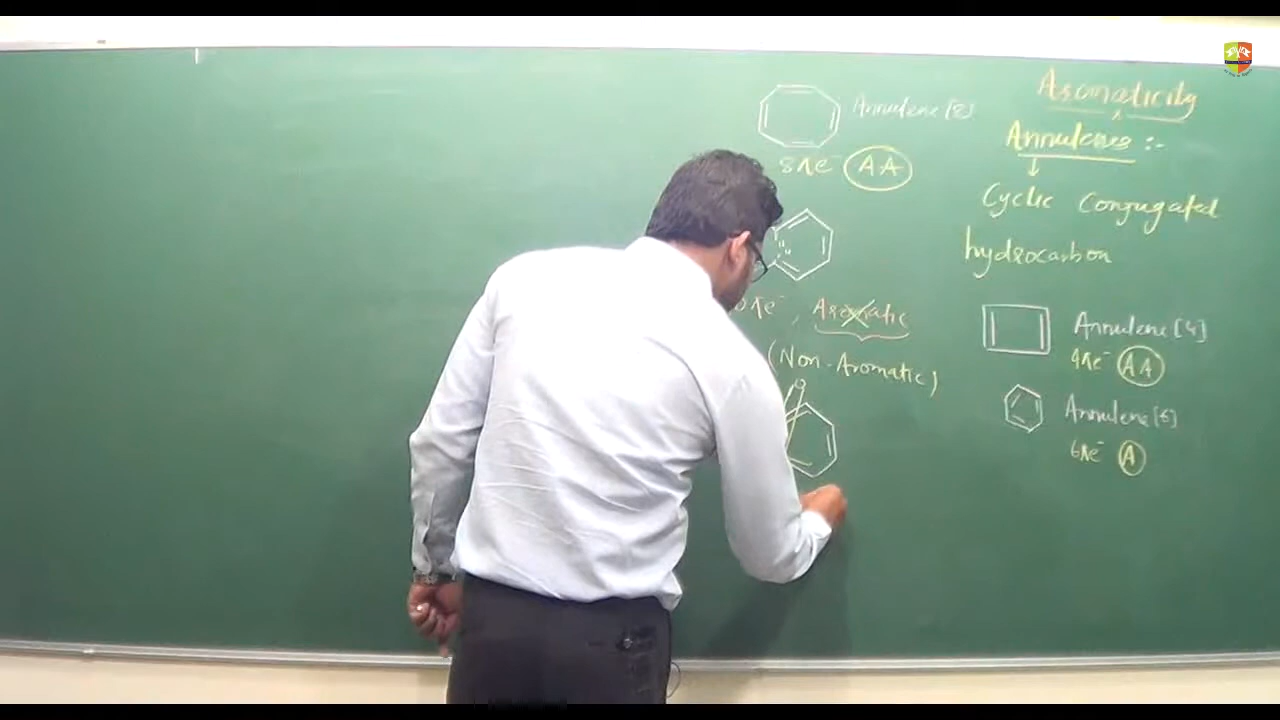 Aromaticity
Annulenes :-
↓
Cyclic Conjugated
hydrocarbon
Annulene [4]
4πe⁻ AA
Annulene [6]
6πe⁻ A
Annulene [8]
8πe⁻ AA
H
H
0πe⁻, Aromatic
(Non-Aromatic)